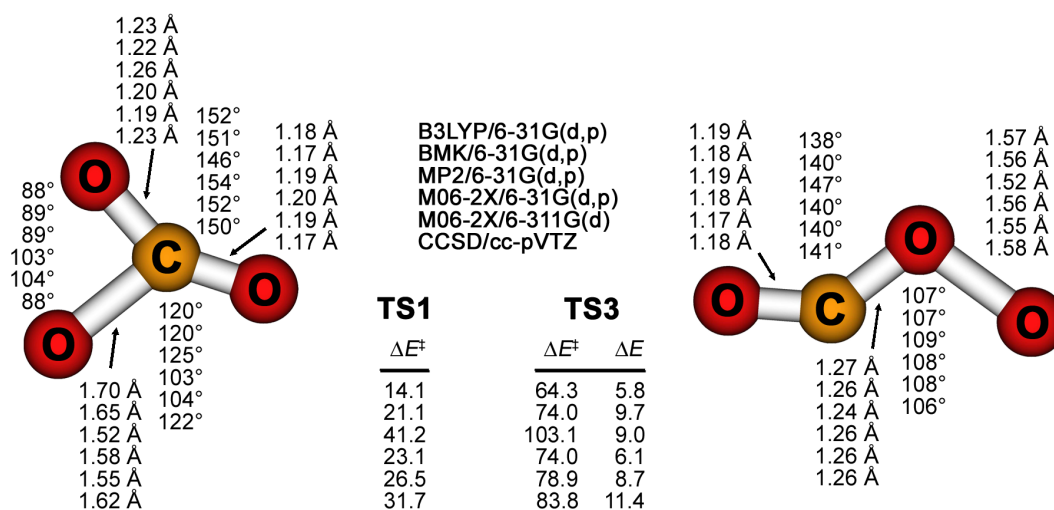 1.23 Å
1.22 Å
1.26 Å
1.20 Å
1.19 Å
1.23 Å
152°
151°
146°
154°
152°
150°
1.18 Å
1.17 Å
1.19 Å
1.20 Å
1.19 Å
1.17 Å
88°
89°
89°
103°
104°
88°
O
C
O
O
120°
120°
125°
103°
104°
122°
1.70 Å
1.65 Å
1.52 Å
1.58 Å
1.55 Å
1.62 Å
B3LYP/6-31G(d,p)
BMK/6-31G(d,p)
MP2/6-31G(d,p)
M06-2X/6-31G(d,p)
M06-2X/6-311G(d)
CCSD/cc-pVTZ
TS1 TS3
ΔE‡ ΔE‡ ΔE
14.1 64.3 5.8
21.1 74.0 9.7
41.2 103.1 9.0
23.1 74.0 6.1
26.5 78.9 8.7
31.7 83.8 11.4
1.19 Å
1.18 Å
1.19 Å
1.18 Å
1.17 Å
1.18 Å
138°
140°
147°
140°
140°
141°
1.57 Å
1.56 Å
1.52 Å
1.56 Å
1.55 Å
1.58 Å
O
C
O
O
107°
107°
109°
108°
108°
106°
1.27 Å
1.26 Å
1.24 Å
1.26 Å
1.26 Å
1.26 Å